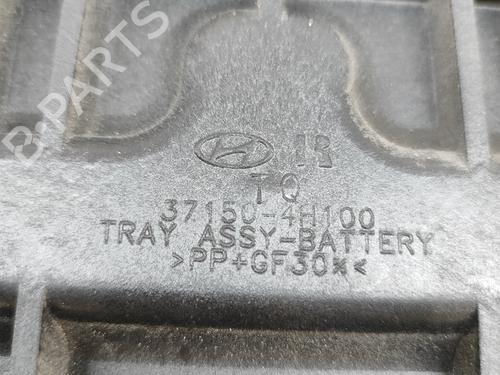 B-PARTS
TQ
37150-4H100
TRAY ASSY-BATTERY
>PP+GF30*<